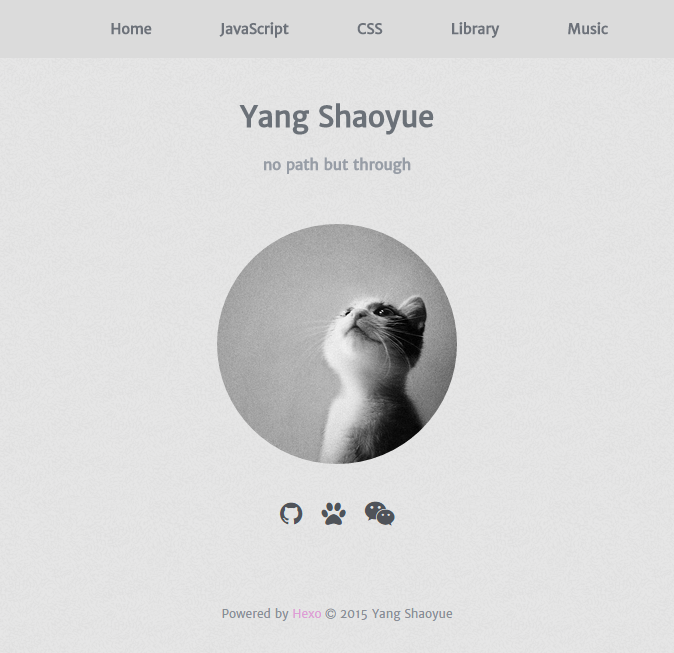 Home JavaScript CSS Library Music
Yang Shaoyue
no path but through
Powered by Hexo © 2015 Yang Shaoyue